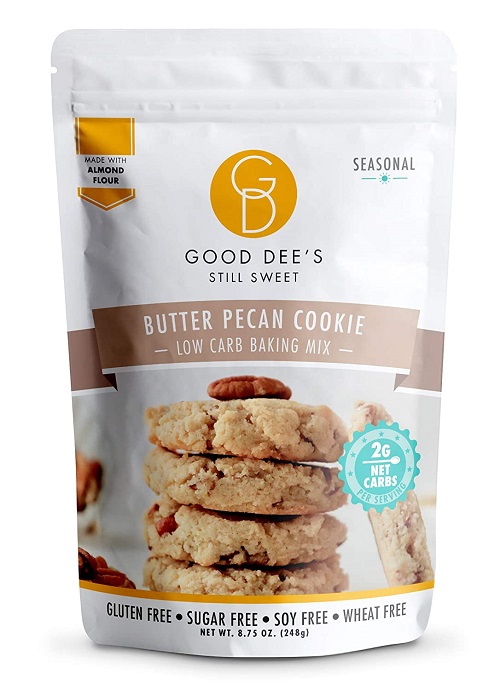 MADE WITH
ALMOND
FLOUR
SEASONAL
GD
GOOD DEE'S
STILL SWEET
BUTTER PECAN COOKIE
— LOW CARB BAKING MIX —
2G
NET
CARBS
PER SERVING
GLUTEN FREE • SUGAR FREE • SOY FREE • WHEAT FREE
NET WT. 8.75 OZ. (248g)